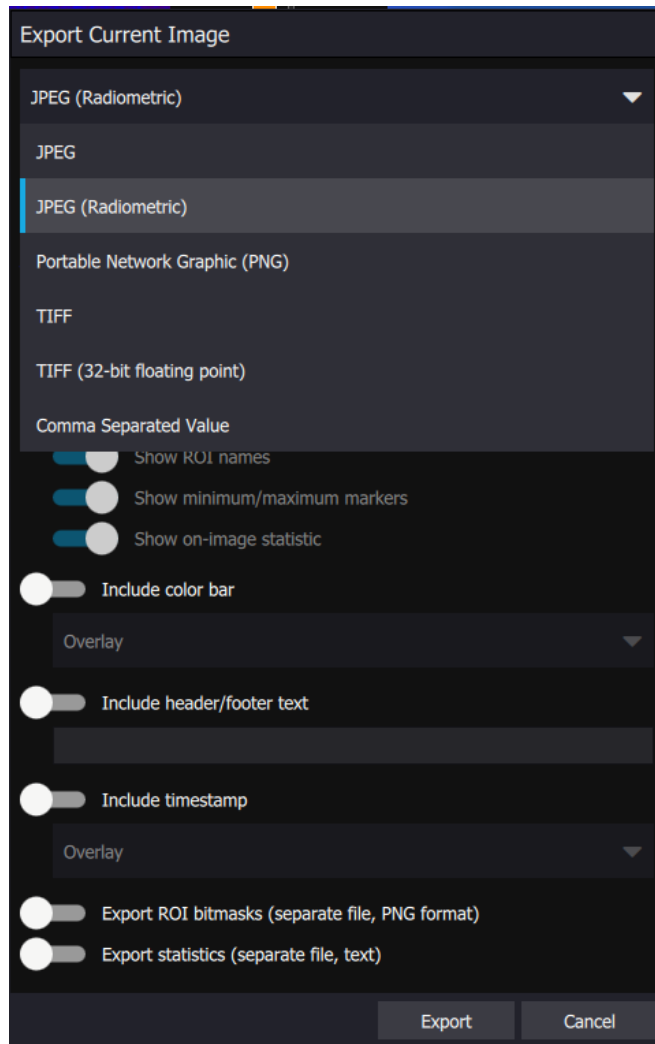 Export Current Image
JPEG (Radiometric)
JPEG
JPEG (Radiometric)
Portable Network Graphic (PNG)
TIFF
TIFF (32-bit floating point)
Comma Separated Value
Show ROI names
Show minimum/maximum markers
Show on-image statistic
Include color bar
Overlay
Include header/footer text
Include timestamp
Overlay
Export ROI bitmasks (separate file, PNG format)
Export statistics (separate file, text)
Export Cancel